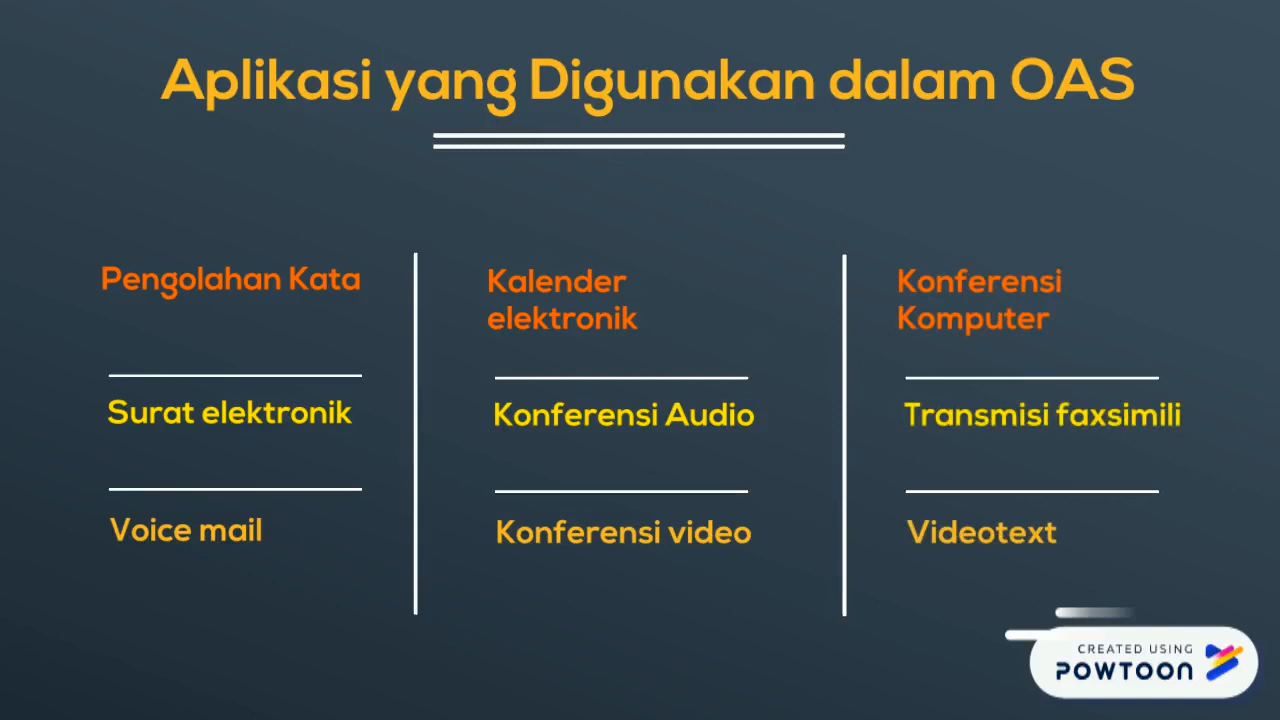 Aplikasi yang Digunakan dalam OAS
Pengolahan Kata
Surat elektronik
Voice mail
Kalender
elektronik
Konferensi Audio
Konferensi video
Konferensi
Komputer
Transmisi faxsimili
Videotext
CREATED USING
POWTOON